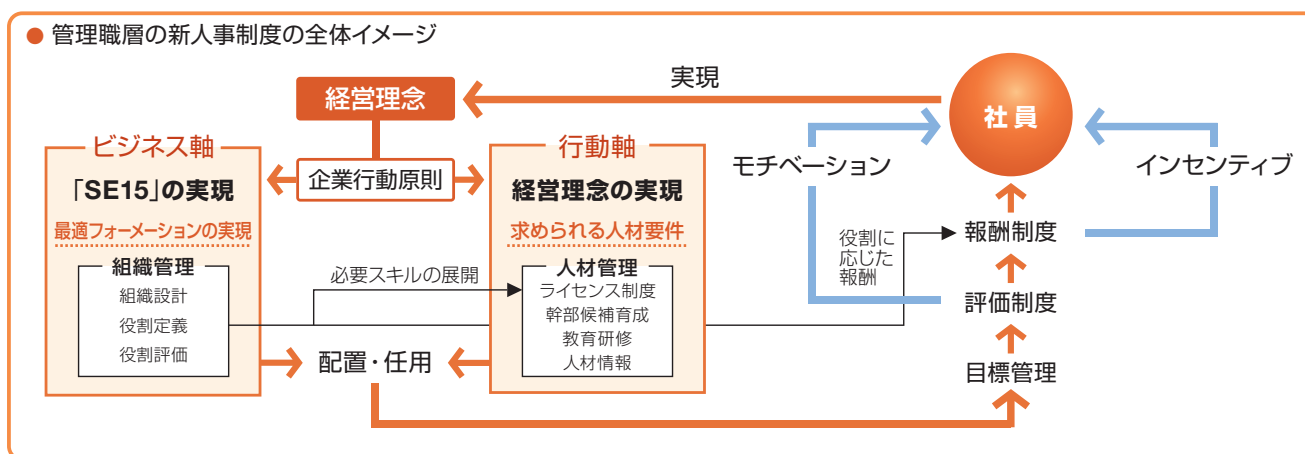 ● 管理職層の新人事制度の全体イメージ
経営理念
実現
社員
ビジネス軸
「SE15」の実現
最適フォーメーションの実現
組織管理
組織設計
役割定義
役割評価
企業行動原則
必要スキルの展開
配置・任用
行動軸
経営理念の実現
求められる人材要件
人材管理
ライセンス制度
幹部候補育成
教育研修
人材情報
モチベーション
インセンティブ
役割に
応じた
報酬
報酬制度
評価制度
目標管理